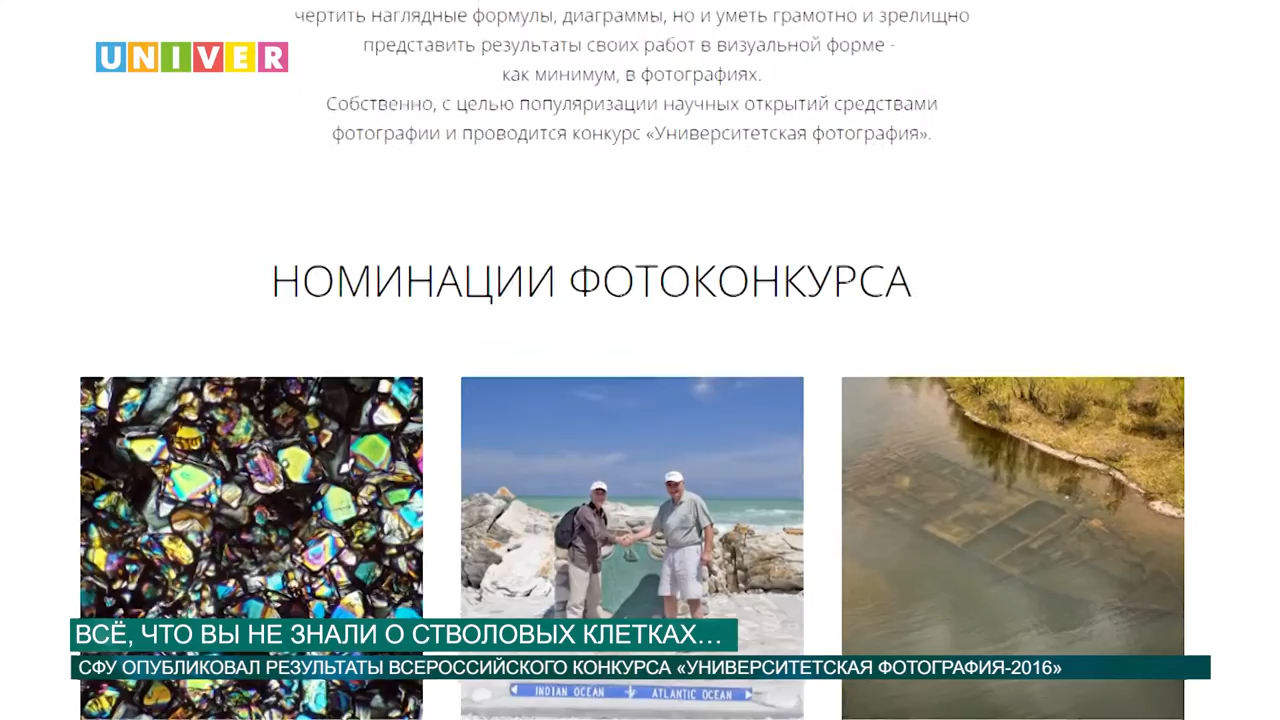 чертить наглядные формулы, диаграммы, но и уметь грамотно и зрелищно
UNIVER
представить результаты своих работ в визуальной форме -
как минимум, в фотографиях.
Собственно, с целью популяризации научных открытий средствами
фотографии и проводится конкурс «Университетская фотография».
НОМИНАЦИИ ФОТОКОНКУРСА
ВСЁ, ЧТО ВЫ НЕ ЗНАЛИ О СТВОЛОВЫХ КЛЕТКАХ...
СФУ ОПУБЛИКОВАЛ РЕЗУЛЬТАТЫ ВСЕРОССИЙСКОГО КОНКУРСА «УНИВЕРСИТЕТСКАЯ ФОТОГРАФИЯ-2016»
INDIAN OCEAN ATLANTIC OCEAN